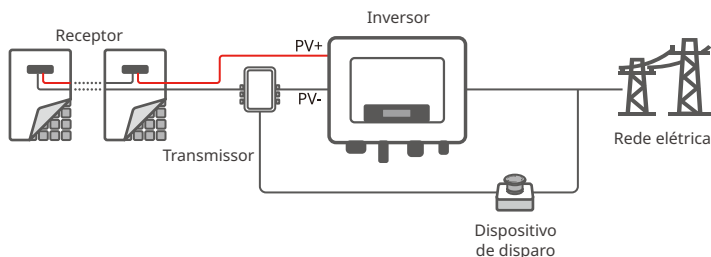 Inversor
Receptor
PV+
PV-
Transmissor
Rede elétrica
Dispositivo
de disparo